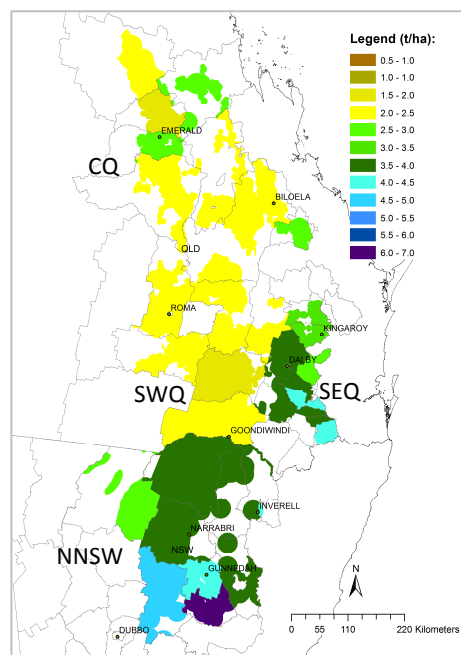 Legend (t/ha):
0.5 - 1.0
1.0 - 1.0
1.5 - 2.0
2.0 - 2.5
2.5 - 3.0
3.0 - 3.5
3.5 - 4.0
4.0 - 4.5
4.5 - 5.0
5.0 - 5.5
5.5 - 6.0
6.0 - 7.0
EMERALD
CQ
BILOELA
QLD
ROMA
KINGAROY
DALBY
SWQ
SEQ
GOONDIWINDI
INVERELL
NARRABRI
NNSW
NSW
GUNNEDAH
N
DUBBO
0 55 110 220 Kilometers